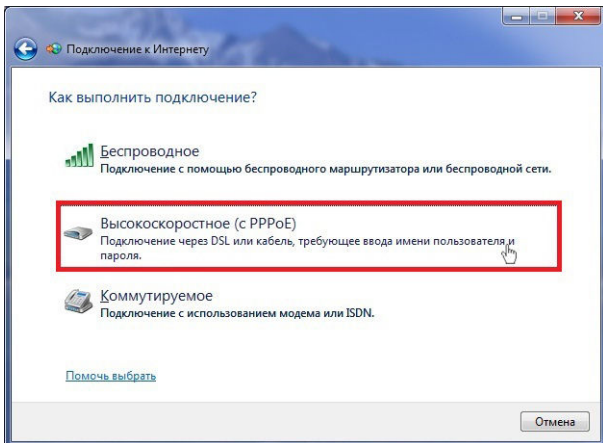 Подключение к Интернету
Как выполнить подключение?
Беспроводное
Подключение с помощью беспроводного маршрутизатора или беспроводной сети.
Высокоскоростное (с PPPoE)
Подключение через DSL или кабель, требующее ввода имени пользователя и
пароля.
Коммутируемое
Подключение с использованием модема или ISDN.
Помочь выбрать
Отмена